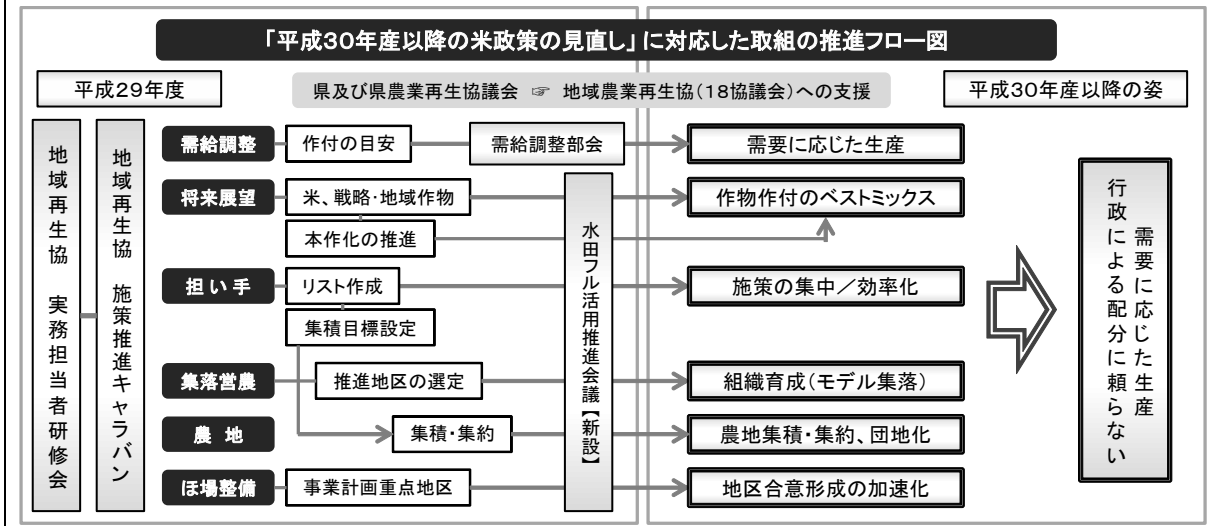 「平成30年産以降の米政策の見直し」に対応した取組の推進フロー図
平成29年度
県及び県農業再生協議会 ☞ 地域農業再生協(18協議会)への支援
平成30年産以降の姿
地域再生協 実務担当者研修会
地域再生協 施策推進キャラバン
需給調整
作付の目安
需給調整部会
需要に応じた生産
将来展望
米、戦略・地域作物
作物作付のベストミックス
本作化の推進
担い手
リスト作成
施策の集中/効率化
集積目標設定
集落営農
推進地区の選定
組織育成(モデル集落)
農 地
集積・集約
農地集積・集約、団地化
ほ場整備
事業計画重点地区
地区合意形成の加速化
水田フル活用推進会議【新設】
行政による配分に頼らない
需要に応じた生産